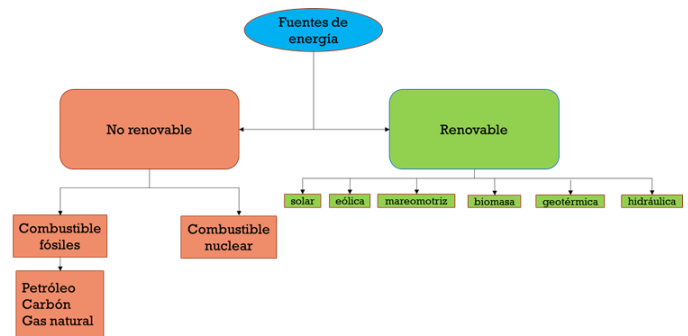 Fuentes de
energía
No renovable
Renovable
solar
eólica
mareomotriz
biomasa
geotérmica
hidráulica
Combustible
fósiles
Combustible
nuclear
Petróleo
Carbón
Gas natural